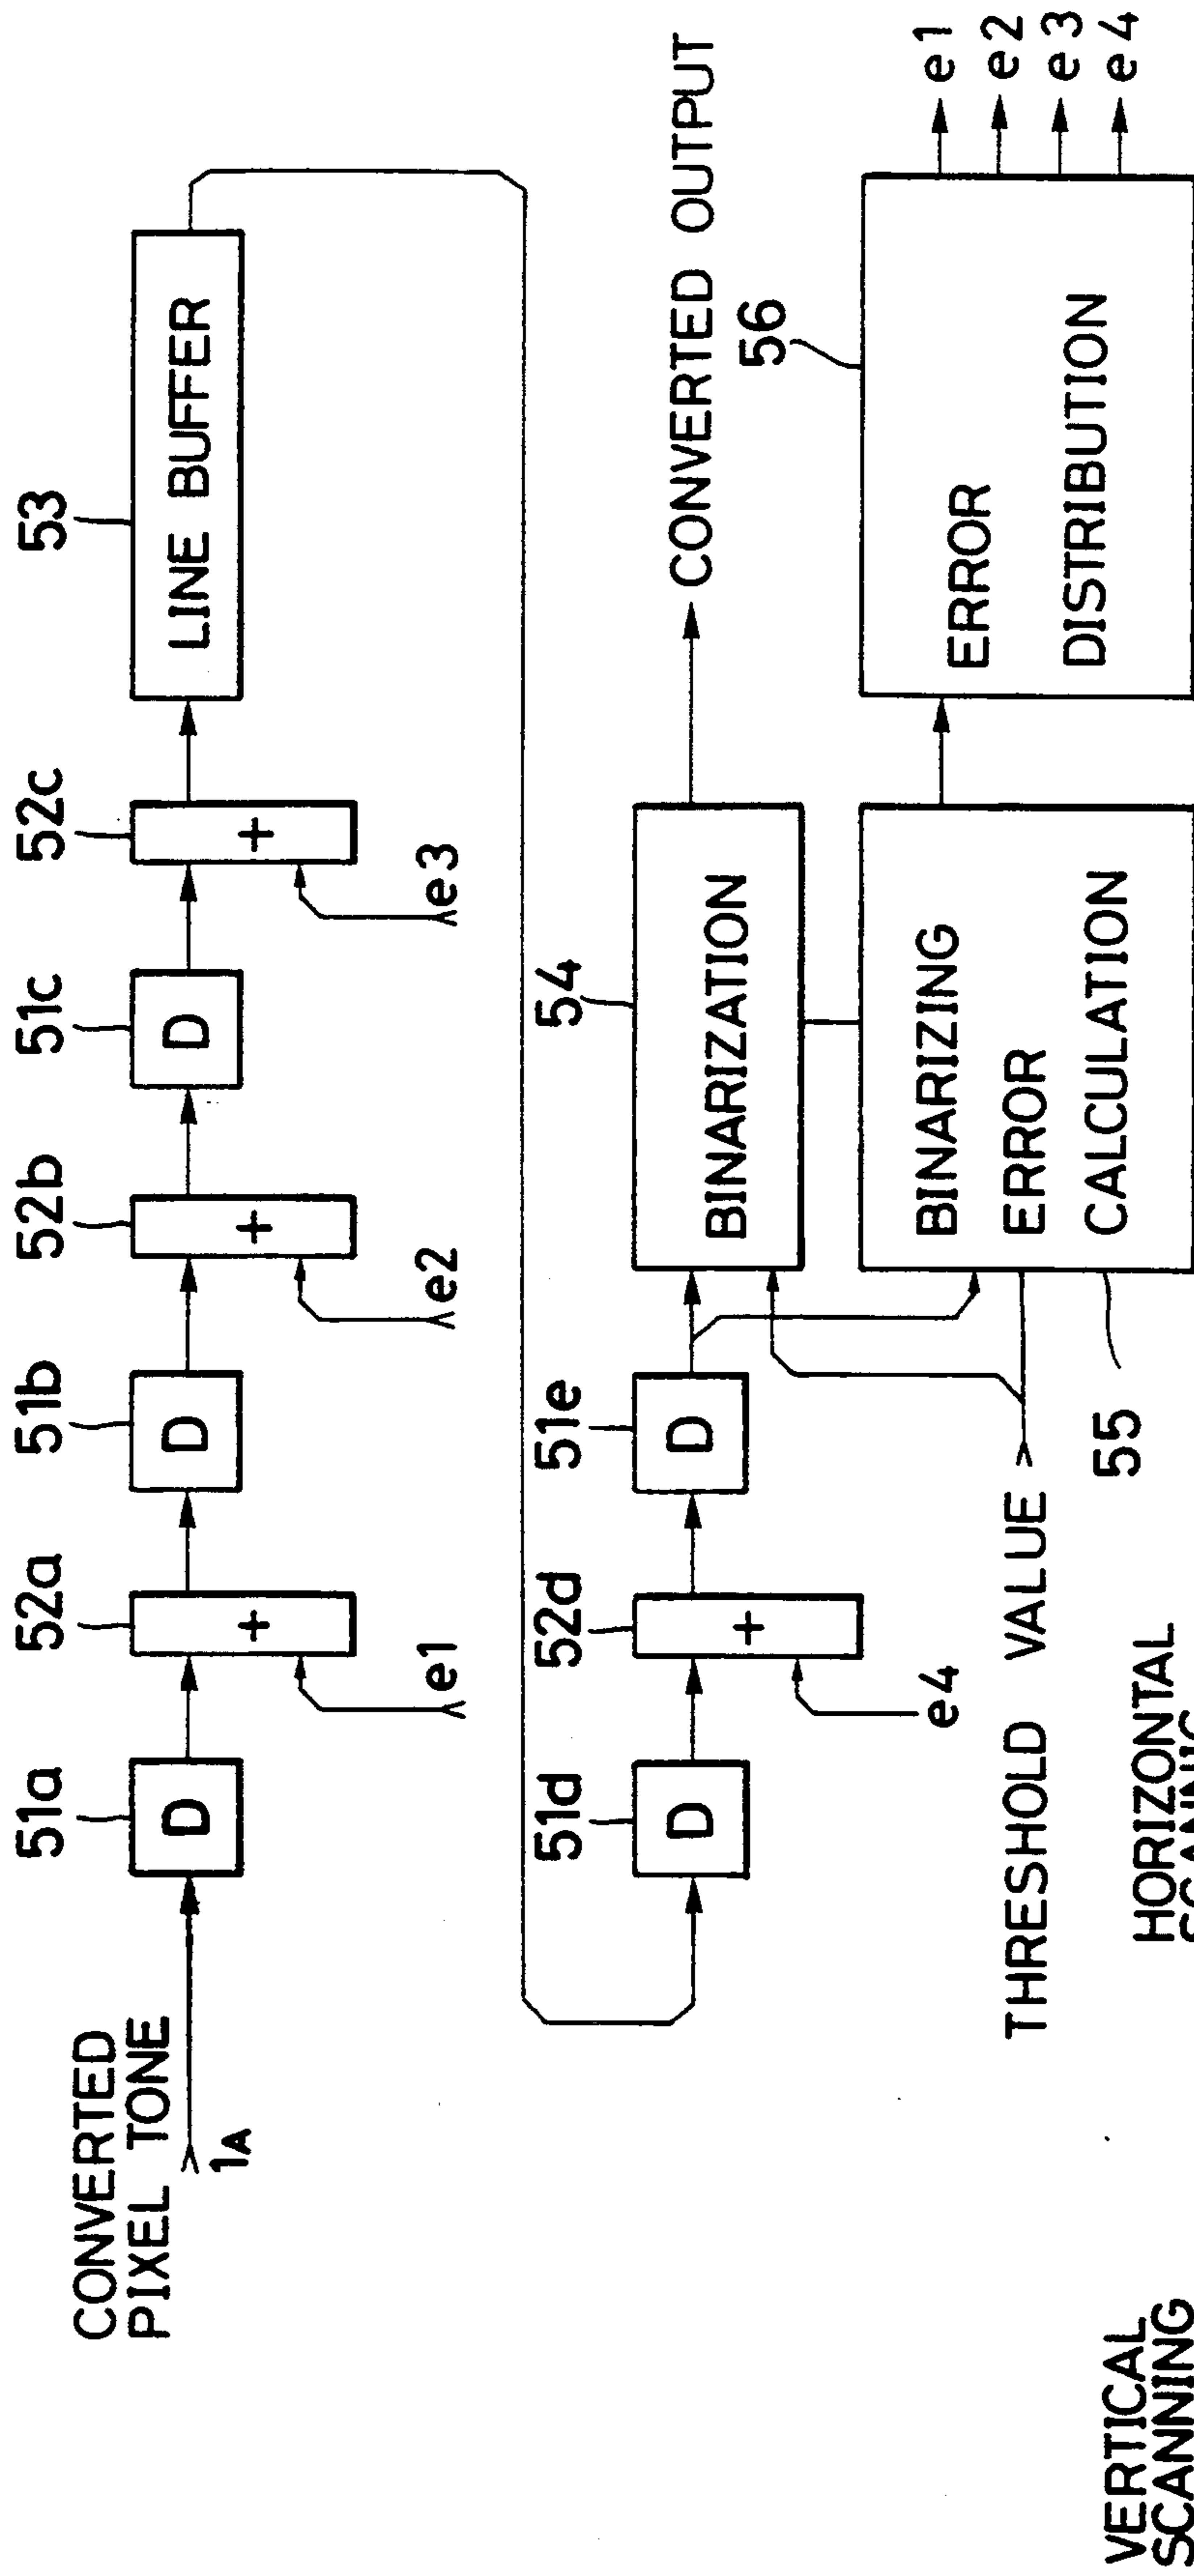 CONVERTED
PIXEL TONE
1A
51a
52a
51b
52b
51c
52c
53
D
+
D
+
D
+
LINE BUFFER
e1
e2
e3
51d
52d
51e
54
D
+
D
BINARIZATION
CONVERTED OUTPUT
e4
THRESHOLD VALUE
55
BINARIZING
ERROR
CALCULATION
56
ERROR
DISTRIBUTION
e1
e2
e3
e4
HORIZONTAL
VERTICAL
SCANNING